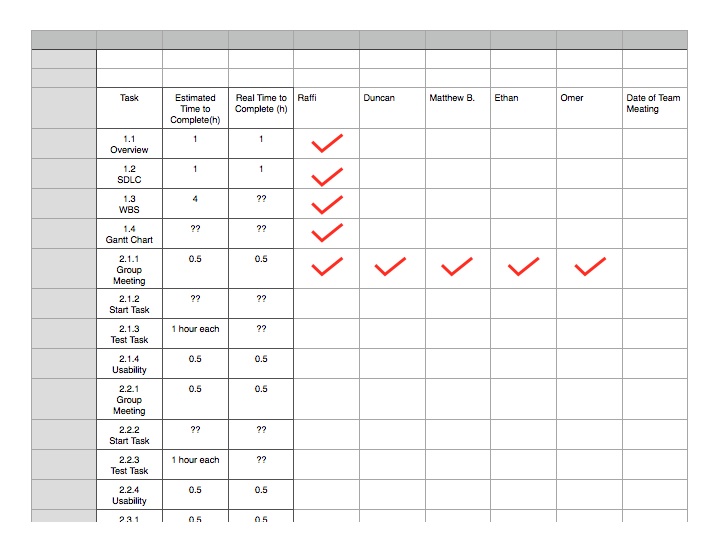 Task Estimated Time to Complete(h) Real Time to Complete (h) Raffi Duncan Matthew B. Ethan Omer Date of Team Meating
1.1 Overview 1 1
1.2 SDLC 1 1
1.3 WBS 4 ??
1.4 Gantt Chart ?? ??
2.1.1 Group Meeting 0.5 0.5
2.1.2 Start Task ?? ??
2.1.3 Test Task 1 hour each ??
2.1.4 Usability 0.5 0.5
2.2.1 Group Meeting 0.5 0.5
2.2.2 Start Task ?? ??
2.2.3 Test Task 1 hour each ??
2.2.4 Usability 0.5 0.5
2.3.1 0.5 0.5